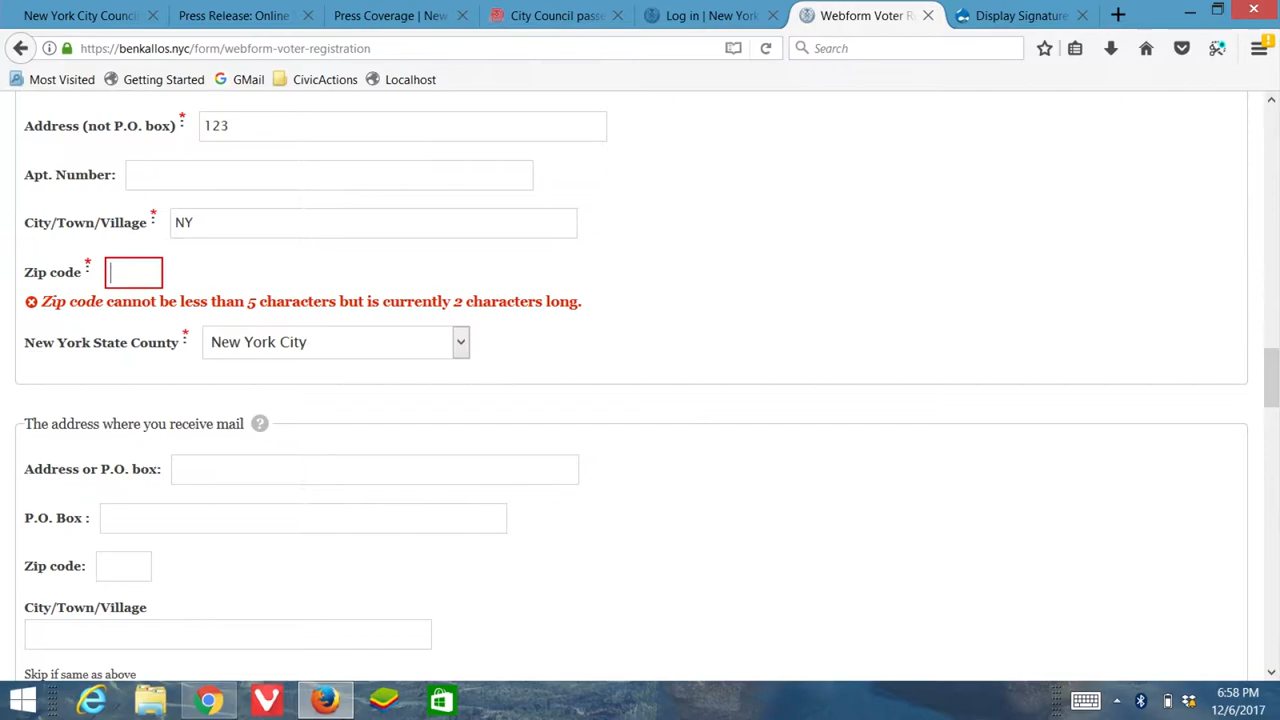 New York City Counci
Press Release: Online
Press Coverage | New
City Council passe
Log in | New York
Webform Voter R
Display Signature
https://benkallos.nyc/form/webform-voter-registration
Search
Most Visited
Getting Started
GMail
CivicActions
Localhost
Address (not P.O. box) * :
123
Apt. Number:
City/Town/Village * :
NY
Zip code * :
Zip code cannot be less than 5 characters but is currently 2 characters long.
New York State County * :
New York City
The address where you receive mail ?
Address or P.O. box:
P.O. Box :
Zip code:
City/Town/Village
Skip if same as above
6:58 PM
12/6/2017